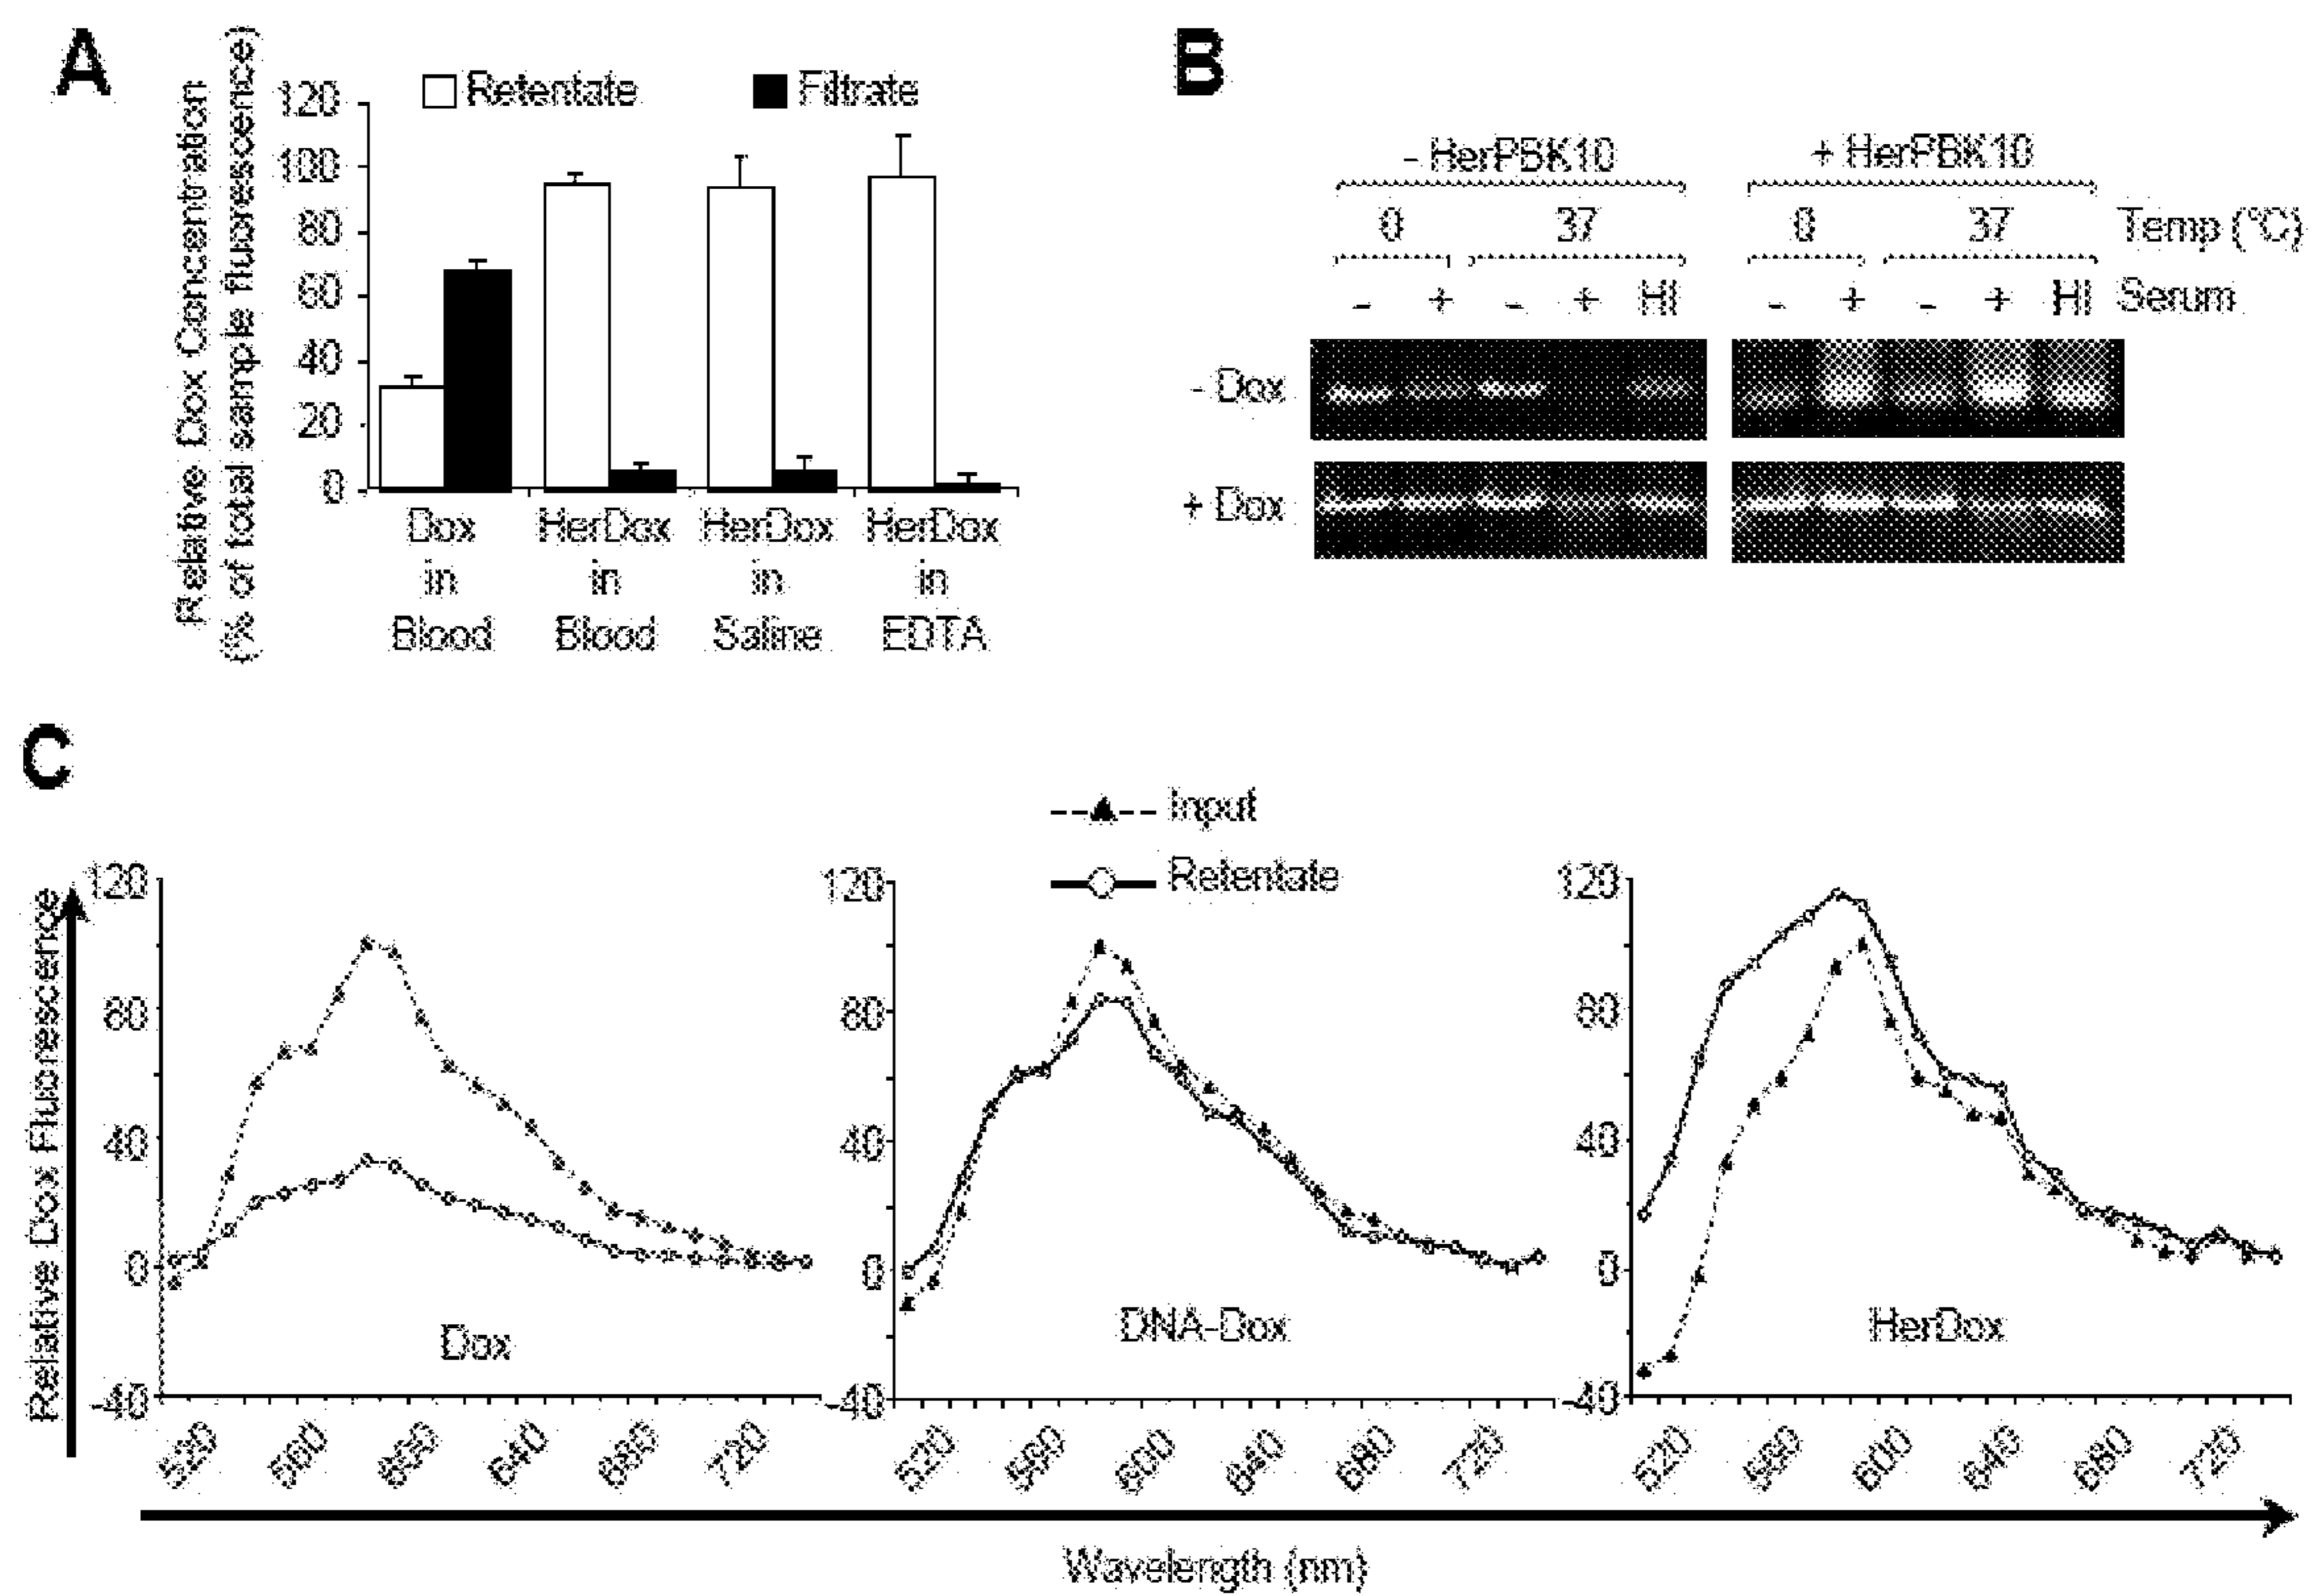 A
Relative Dox Concentration
(% of total sample fluorescence)
Retentate Filtrate
120
100
80
60
40
20
0
Dox in Blood
HerDox in Blood
HerDox in Saline
HerDox in EDTA
B
- HerPBK10 + HerPBK10
0 37 0 37 Temp (°C)
- + - + HI - + - + HI Serum
- Dox
+ Dox
C
Input
Retentate
Relative Dox Fluorescence
120
80
40
0
-40
520 560 600 640 680 720
Dox
120
80
40
0
-40
520 560 600 640 680 720
DNA-Dox
120
80
40
0
-40
520 560 600 640 680 720
HerDox
Wavelength (nm)